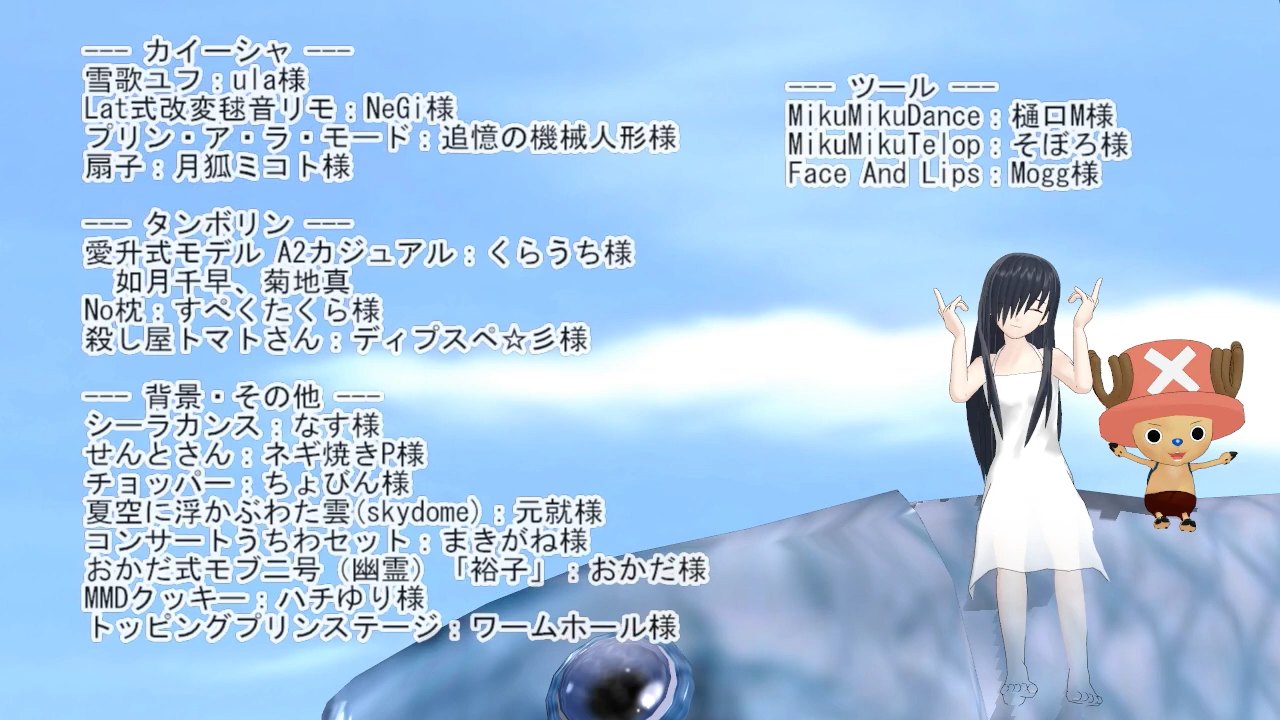 --- カイーシャ ---
雪歌ユフ：ula様
Lat式改変毬音リモ：NeGi様
プリン・ア・ラ・モード：追憶の機械人形様
扇子：月狐ミコト様
--- タンボリン ---
愛升式モデル A2カジュアル：くらうち様
如月千早、菊地真
No枕：すぺくたくら様
殺し屋トマトさん：ディプスペ☆彡様
--- 背景・その他 ---
シーラカンス：なす様
せんとさん：ネギ焼きP様
チョッパー：ちょびん様
夏空に浮かぶわた雲(skydome)：元就様
コンサートうちわセット：まきがね様
おかだ式モブ二号（幽霊）「裕子」：おかだ様
MMDクッキー：ハチゆり様
トッピングプリンステージ：ワームホール様
--- ツール ---
MikuMikuDance：樋口M様
MikuMikuTelop：そぼろ様
Face And Lips：Mogg様